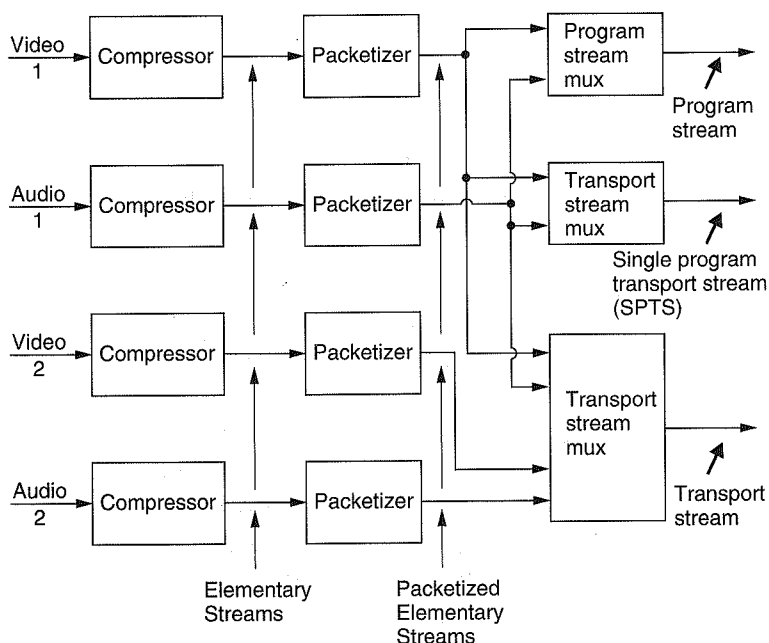 Video
1
Compressor
Packetizer
Program
stream
mux
Program
stream
Audio
1
Compressor
Packetizer
Transport
stream
mux
Single program
transport stream
(SPTS)
Video
2
Compressor
Packetizer
Transport
stream
mux
Audio
2
Compressor
Packetizer
Transport
stream
Elementary
Streams
Packetized
Elementary
Streams